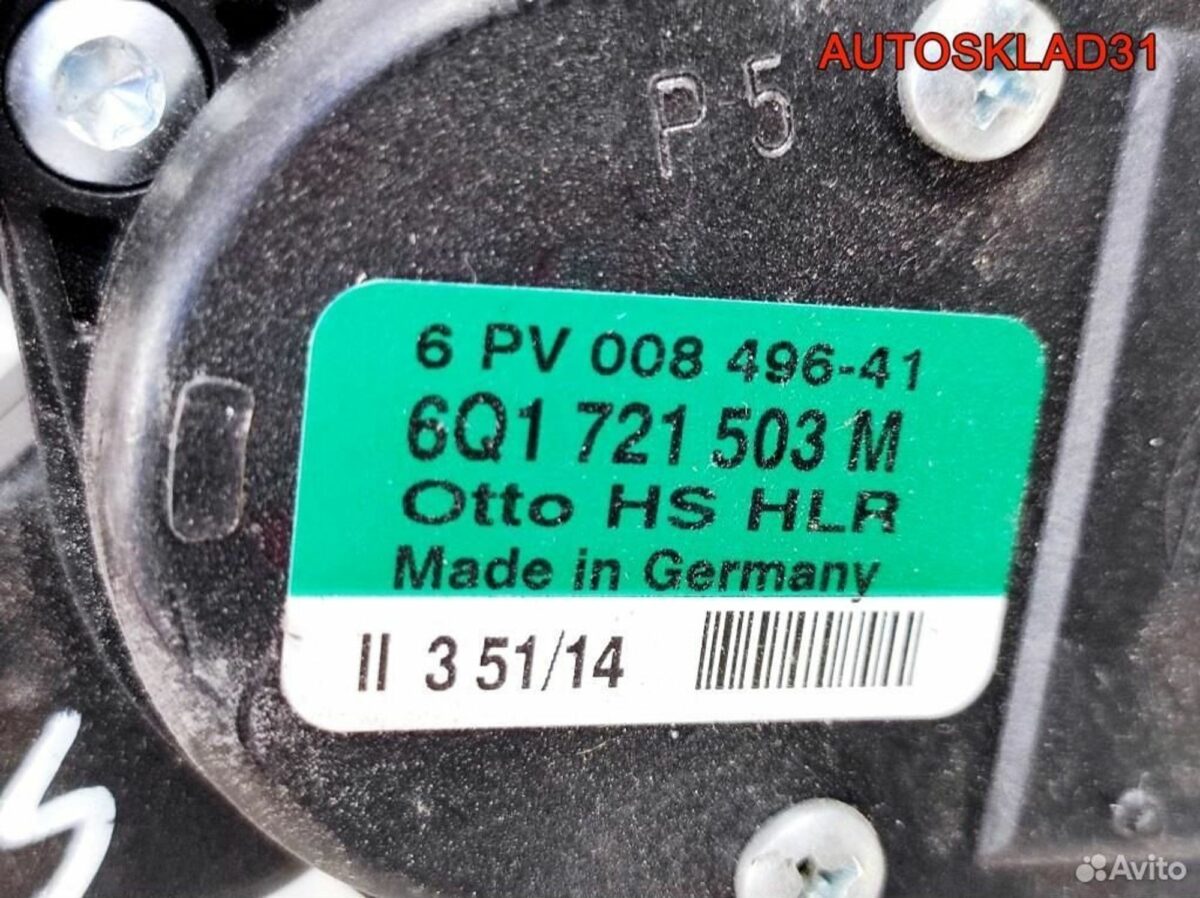 AUTOSKLAD31
P5
6 PV 008 496-41
6Q1 721 503 M
Otto HS HLR
Made in Germany
II 3 51/14
Avito